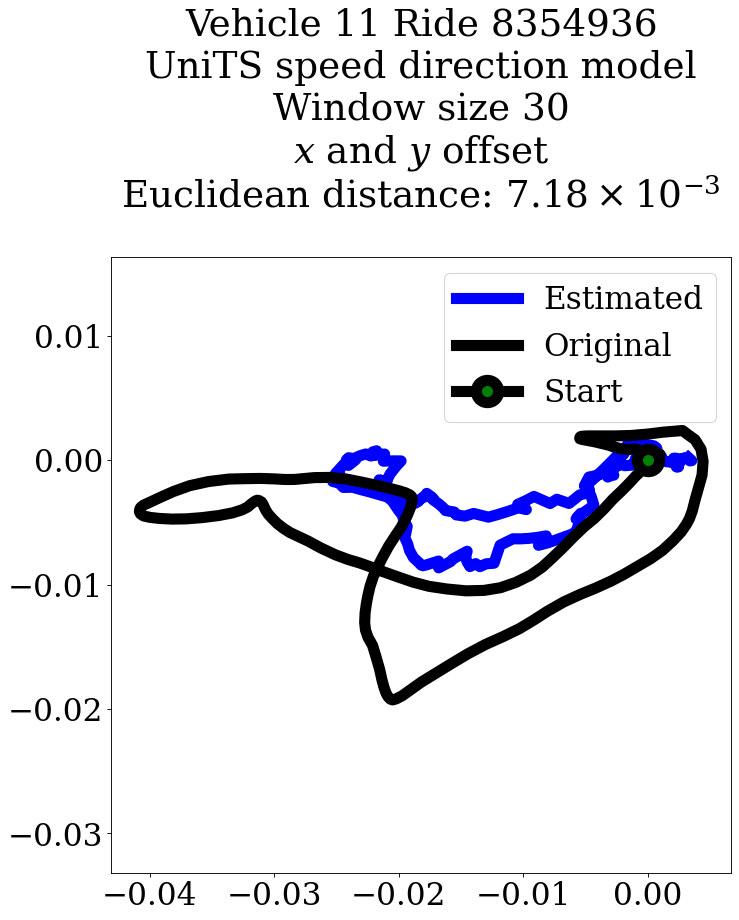 Vehicle 11 Ride 8354936
UniTS speed direction model
Window size 30
x and y offset
Euclidean distance: 7.18 × 10⁻³
Estimated
Original
Start
0.01
0.00
−0.01
−0.02
−0.03
−0.04 −0.03 −0.02 −0.01 0.00